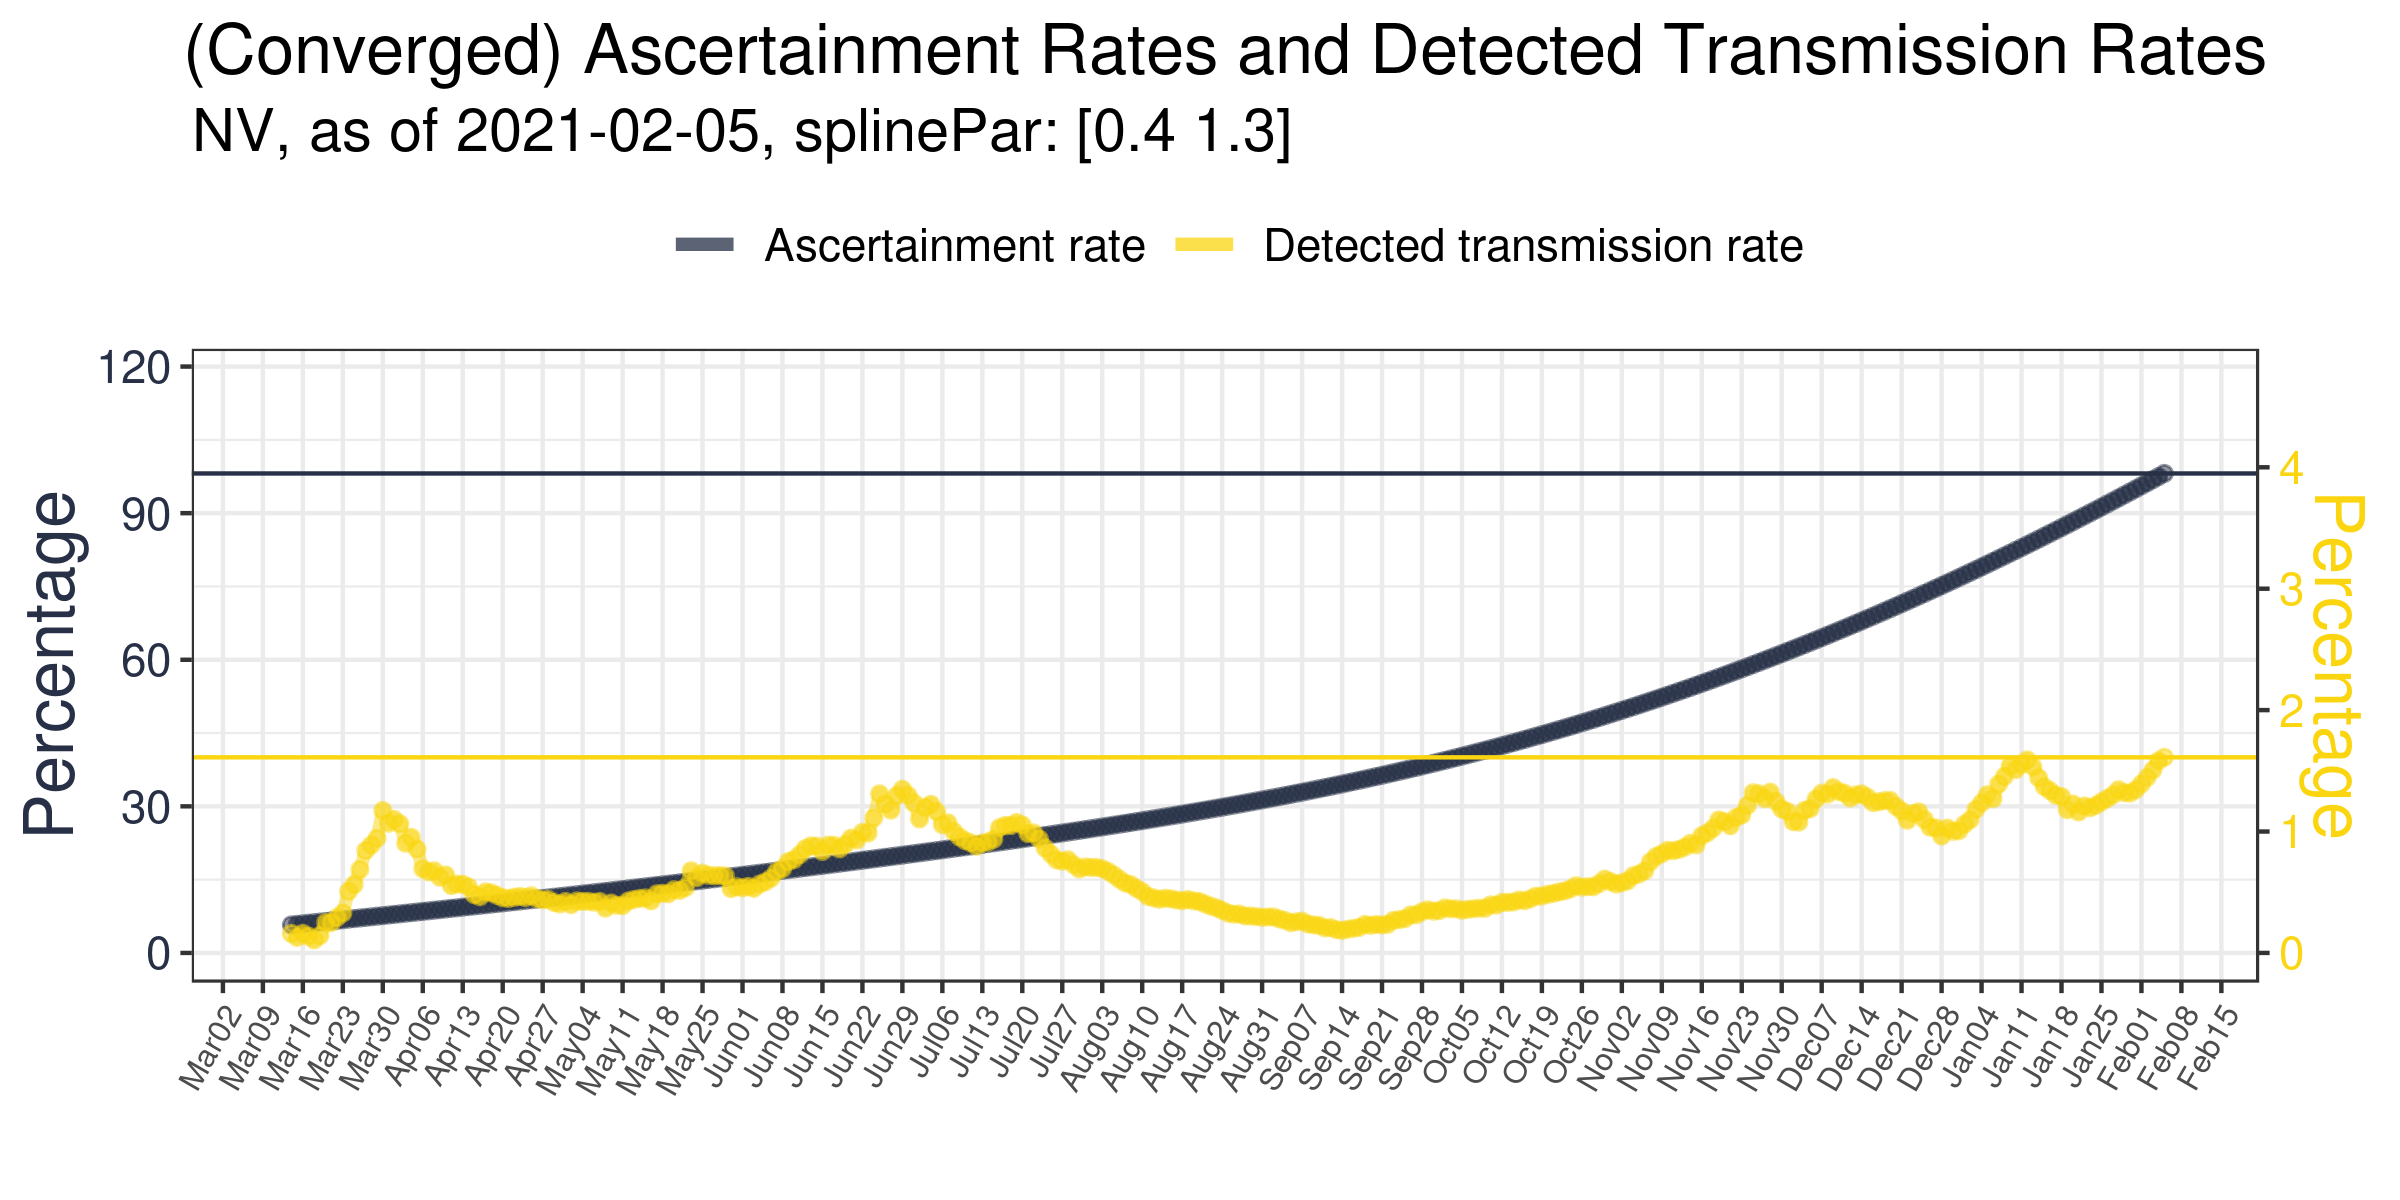 (Converged) Ascertainment Rates and Detected Transmission Rates
NV, as of 2021-02-05, splinePar: [0.4 1.3]
Ascertainment rate Detected transmission rate
Percentage
120
90
60
30
0
4
3
2
1
0
Percentage
Mar02
Mar09
Mar16
Mar23
Mar30
Apr06
Apr13
Apr20
Apr27
May04
May11
May18
May25
Jun01
Jun08
Jun15
Jun22
Jun29
Jul06
Jul13
Jul20
Jul27
Aug03
Aug10
Aug17
Aug24
Aug31
Sep07
Sep14
Sep21
Sep28
Oct05
Oct12
Oct19
Oct26
Nov02
Nov09
Nov16
Nov23
Nov30
Dec07
Dec14
Dec21
Dec28
Jan04
Jan11
Jan18
Jan25
Feb01
Feb08
Feb15